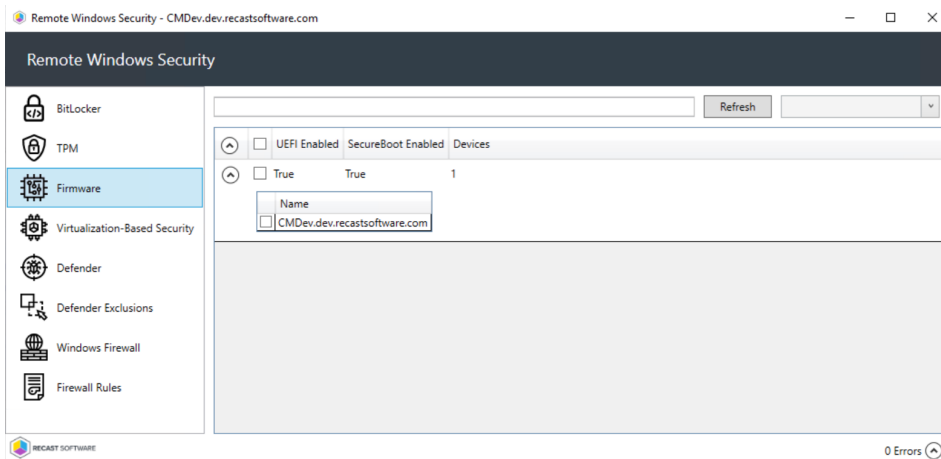 Remote Windows Security - CMDev.dev.recastsoftware.com
Remote Windows Security
BitLocker
TPM
Firmware
Virtualization-Based Security
Defender
Defender Exclusions
Windows Firewall
Firewall Rules
Refresh
UEFI Enabled SecureBoot Enabled Devices
True True 1
Name
CMDev.dev.recastsoftware.com
RECAST SOFTWARE
0 Errors